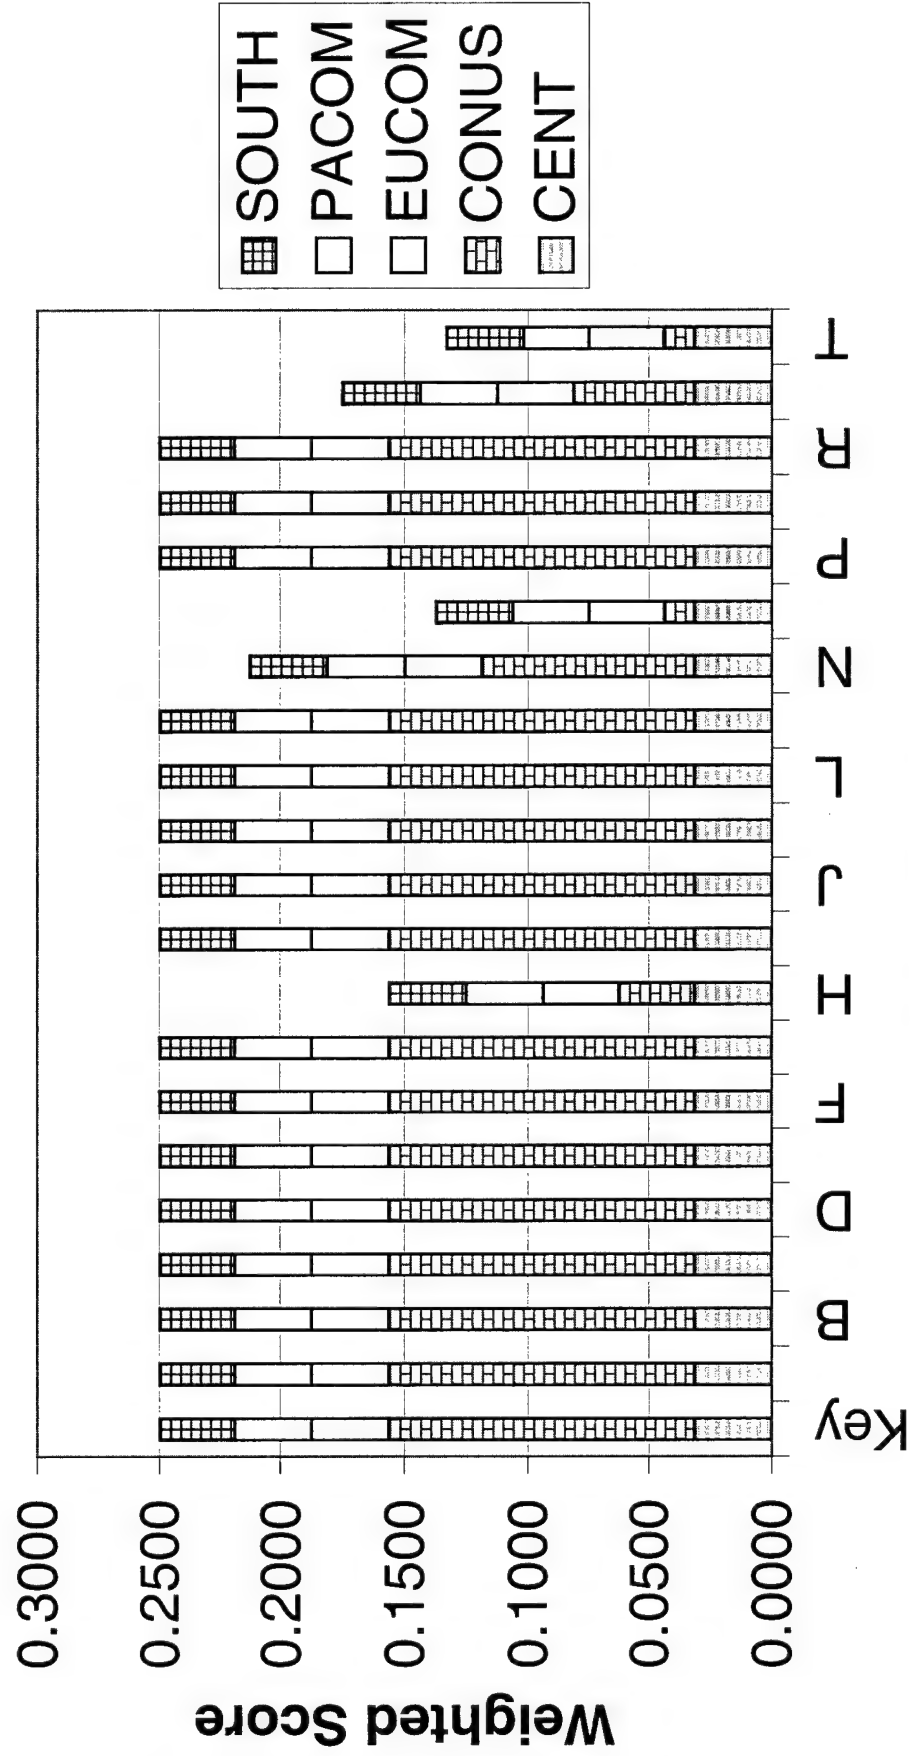 Weighted Score
0.3000
0.2500
0.2000
0.1500
0.1000
0.0500
0.0000
Key
B
D
F
H
J
L
N
P
R
T
SOUTH
PACOM
EUCOM
CONUS
CENT